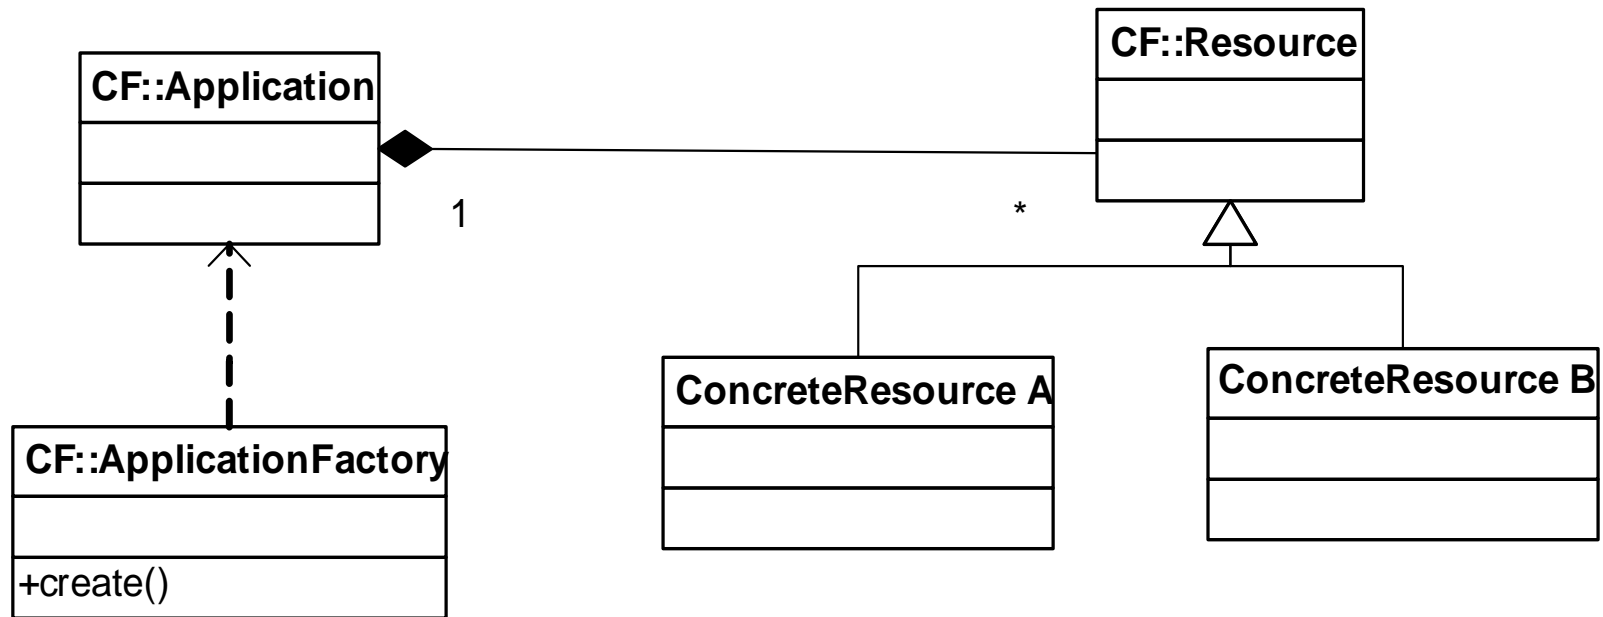 CF::Resource
CF::Application
1
*
ConcreteResource A
ConcreteResource B
CF::ApplicationFactory
+create()